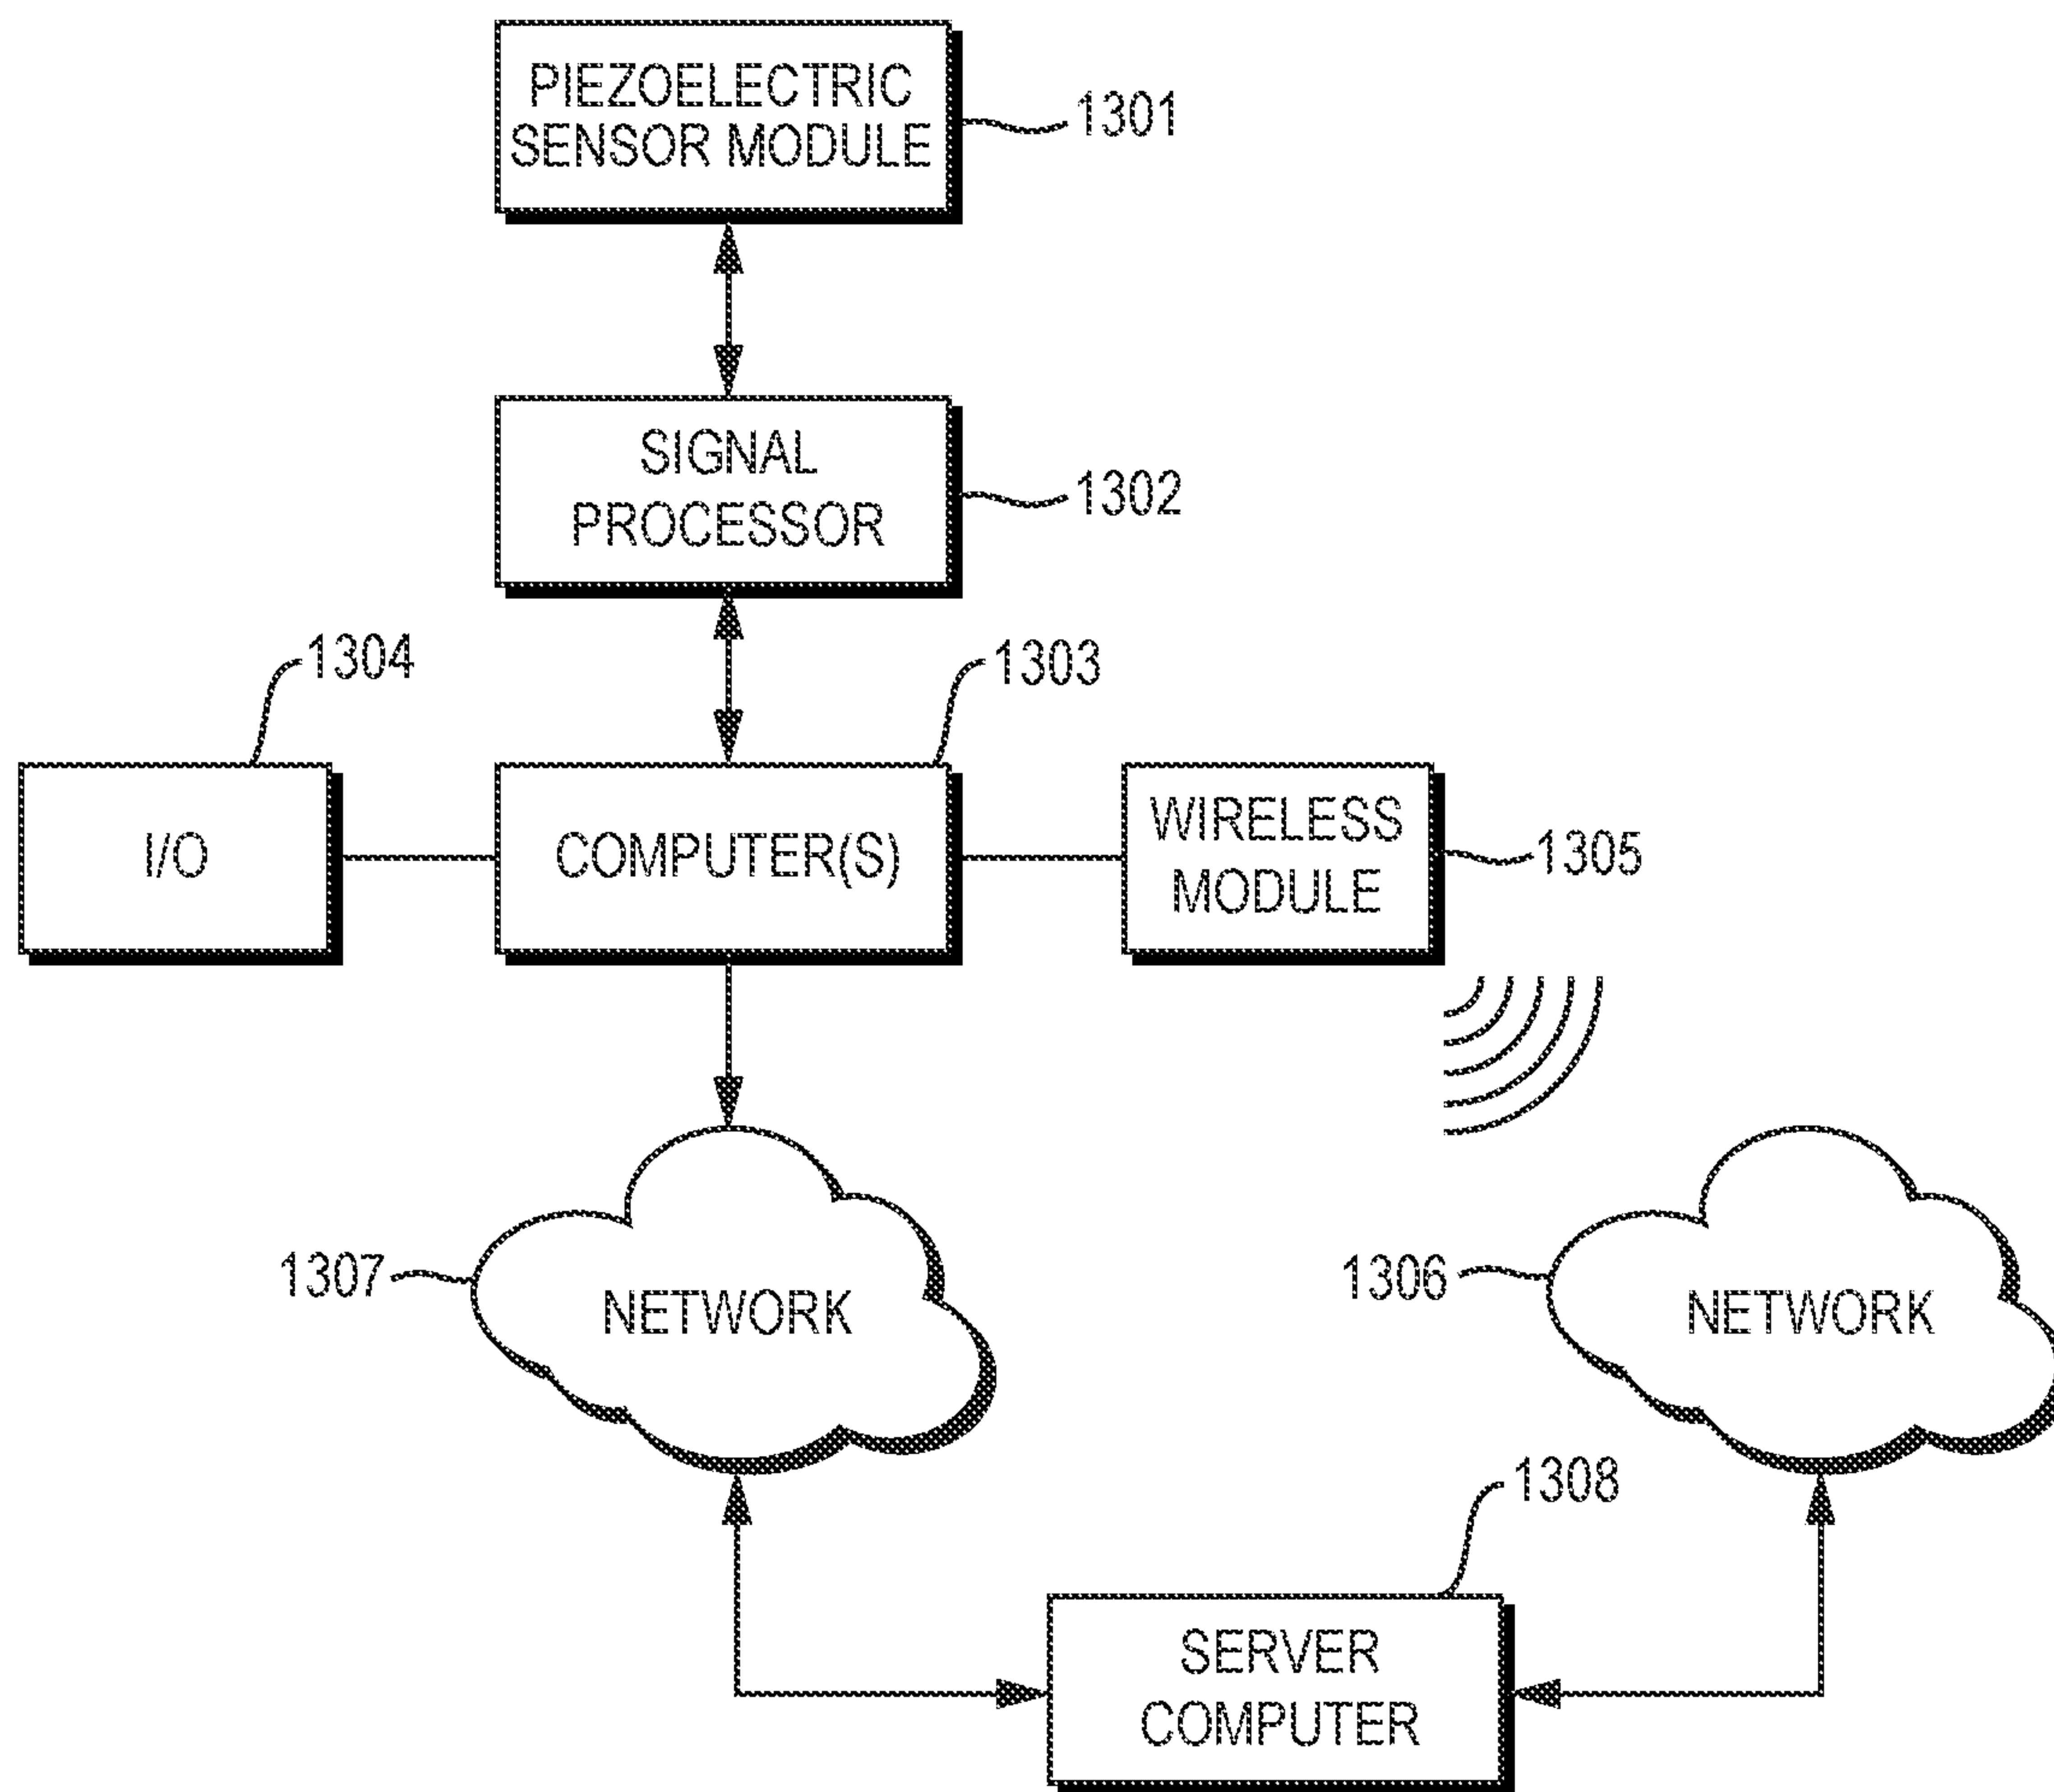 PIEZOELECTRIC
SENSOR MODULE
1301
SIGNAL
PROCESSOR
1302
1304
1303
I/O
COMPUTER(S)
WIRELESS
MODULE
1305
1307
NETWORK
1306
NETWORK
1308
SERVER
COMPUTER